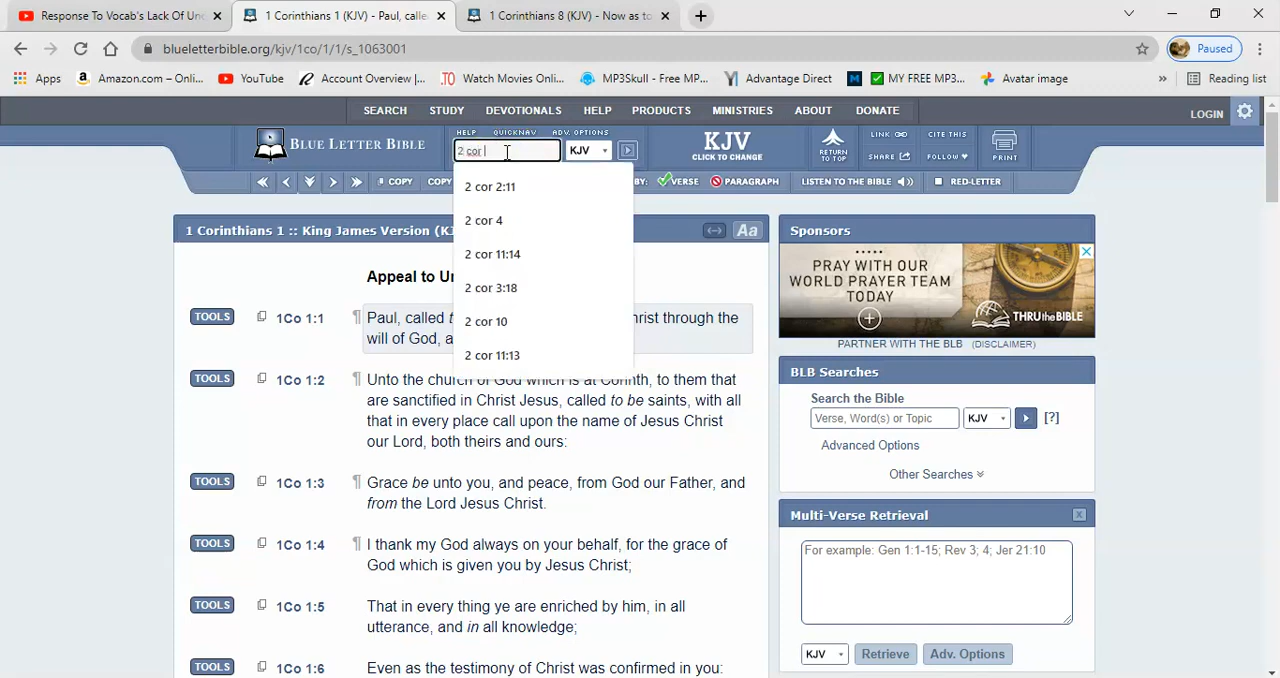 Response To Vocab's Lack Of Un
1 Corinthians 1 (KJV) - Paul, calle
1 Corinthians 8 (KJV) - Now as to
blueletterbible.org/kjv/1co/1/1/s_1063001
Paused
Apps
Amazon.com – Onli...
YouTube
Account Overview |...
Watch Movies Onli...
MP3Skull - Free MP...
Advantage Direct
MY FREE MP3...
Avatar image
»
Reading list
SEARCH STUDY DEVOTIONALS HELP PRODUCTS MINISTRIES ABOUT DONATE
LOGIN
BLUE LETTER BIBLE
HELP QUICKNAV ADV. OPTIONS
2 cor
KJV
KJV
CLICK TO CHANGE
RETURN
TO TOP
LINK
CITE THIS
SHARE
FOLLOW
PRINT
COPY
COPY
BY:
VERSE
PARAGRAPH
LISTEN TO THE BIBLE
RED-LETTER
2 cor 2:11
2 cor 4
2 cor 11:14
2 cor 3:18
2 cor 10
2 cor 11:13
1 Corinthians 1 :: King James Version (K
Aa
Appeal to Un
TOOLS 1Co 1:1 ¶ Paul, called t
hrist through the
will of God, a
TOOLS 1Co 1:2 ¶ Unto the church of God which is at Corinth, to them that
are sanctified in Christ Jesus, called to be saints, with all
that in every place call upon the name of Jesus Christ
our Lord, both theirs and ours:
TOOLS 1Co 1:3 ¶ Grace be unto you, and peace, from God our Father, and
from the Lord Jesus Christ.
TOOLS 1Co 1:4 ¶ I thank my God always on your behalf, for the grace of
God which is given you by Jesus Christ;
TOOLS 1Co 1:5 ¶ That in every thing ye are enriched by him, in all
utterance, and in all knowledge;
TOOLS 1Co 1:6 Even as the testimony of Christ was confirmed in you:
Sponsors
PRAY WITH OUR
WORLD PRAYER TEAM
TODAY
THRU THE BIBLE
PARTNER WITH THE BLB (DISCLAIMER)
BLB Searches
Search the Bible
Verse, Word(s) or Topic
KJV
[?]
Advanced Options
Other Searches
Multi-Verse Retrieval
X
For example: Gen 1:1-15; Rev 3; 4; Jer 21:10
KJV
Retrieve
Adv. Options